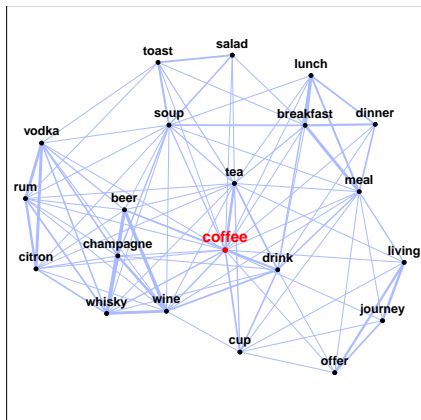 salad
toast
lunch
soup
breakfast
dinner
vodka
tea
meal
rum
beer
coffee
champagne
living
citron
drink
whisky
wine
journey
cup
offer